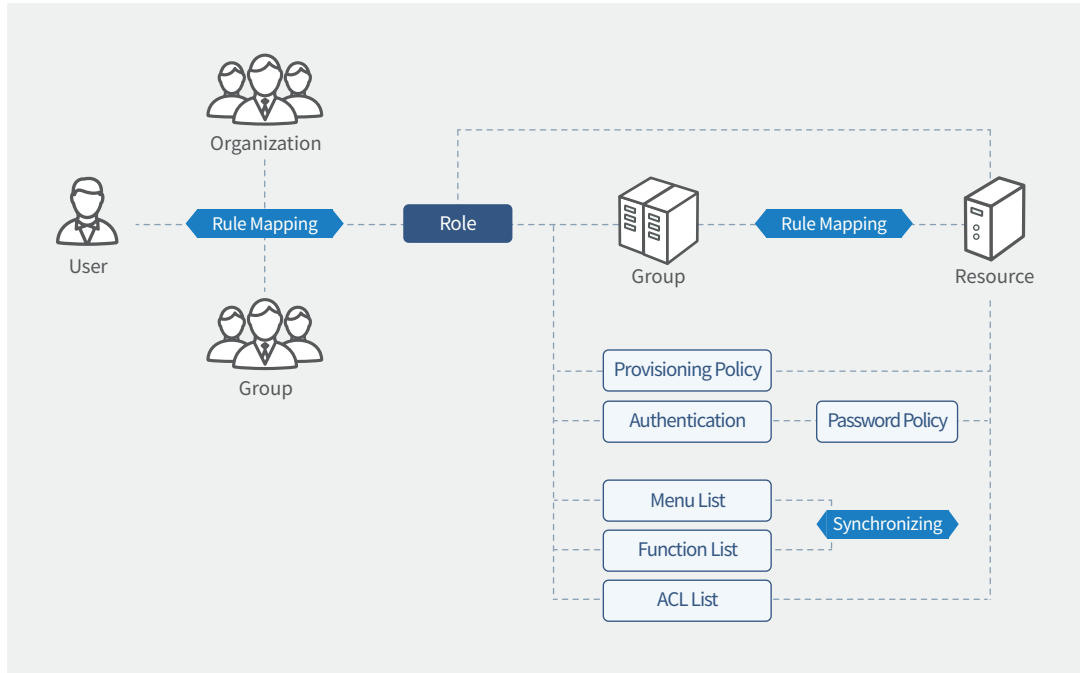 Organization
User
Rule Mapping
Role
Group
Rule Mapping
Resource
Group
Provisioning Policy
Authentication
Password Policy
Menu List
Synchronizing
Function List
ACL List